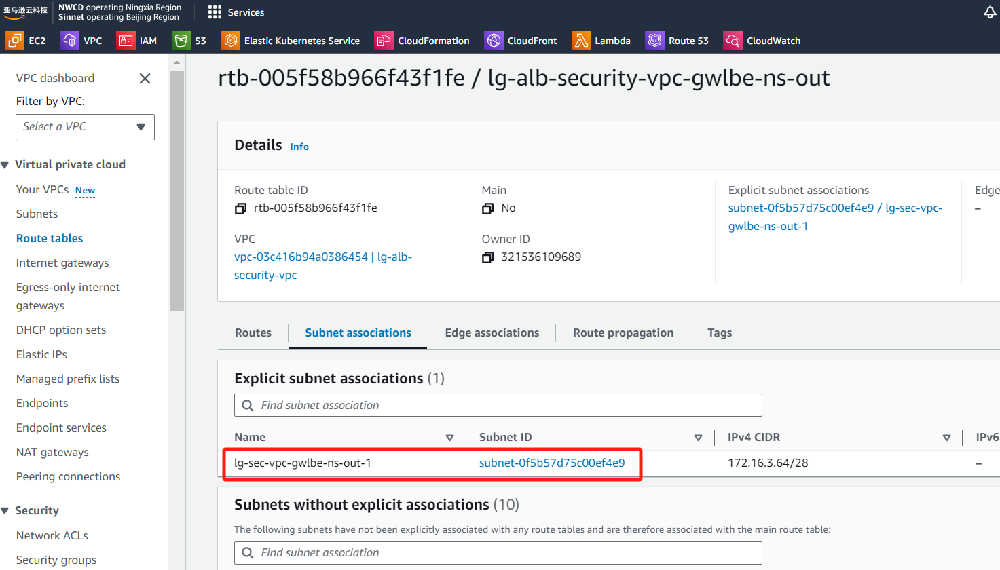 亚马逊云科技
NWCD operating Ningxia Region
Sinnet operating Beijing Region
Services
EC2 VPC IAM S3 Elastic Kubernetes Service CloudFormation CloudFront Lambda Route 53 CloudWatch
VPC dashboard
Filter by VPC:
Select a VPC
Virtual private cloud
Your VPCs New
Subnets
Route tables
Internet gateways
Egress-only internet
gateways
DHCP option sets
Elastic IPs
Managed prefix lists
Endpoints
Endpoint services
NAT gateways
Peering connections
Security
Network ACLs
Security groups
rtb-005f58b966f43f1fe / lg-alb-security-vpc-gwlbe-ns-out
Details Info
Route table ID
rtb-005f58b966f43f1fe
VPC
vpc-03c416b94a0386454 | lg-alb-
security-vpc
Main
No
Owner ID
321536109689
Explicit subnet associations
subnet-0f5b57d75c00ef4e9 / lg-sec-vpc-
gwlbe-ns-out-1
Edge
–
Routes Subnet associations Edge associations Route propagation Tags
Explicit subnet associations (1)
Find subnet association
Name Subnet ID IPv4 CIDR IPv6
lg-sec-vpc-gwlbe-ns-out-1 subnet-0f5b57d75c00ef4e9 172.16.3.64/28 –
Subnets without explicit associations (10)
The following subnets have not been explicitly associated with any route tables and are therefore associated with the main route table:
Find subnet association